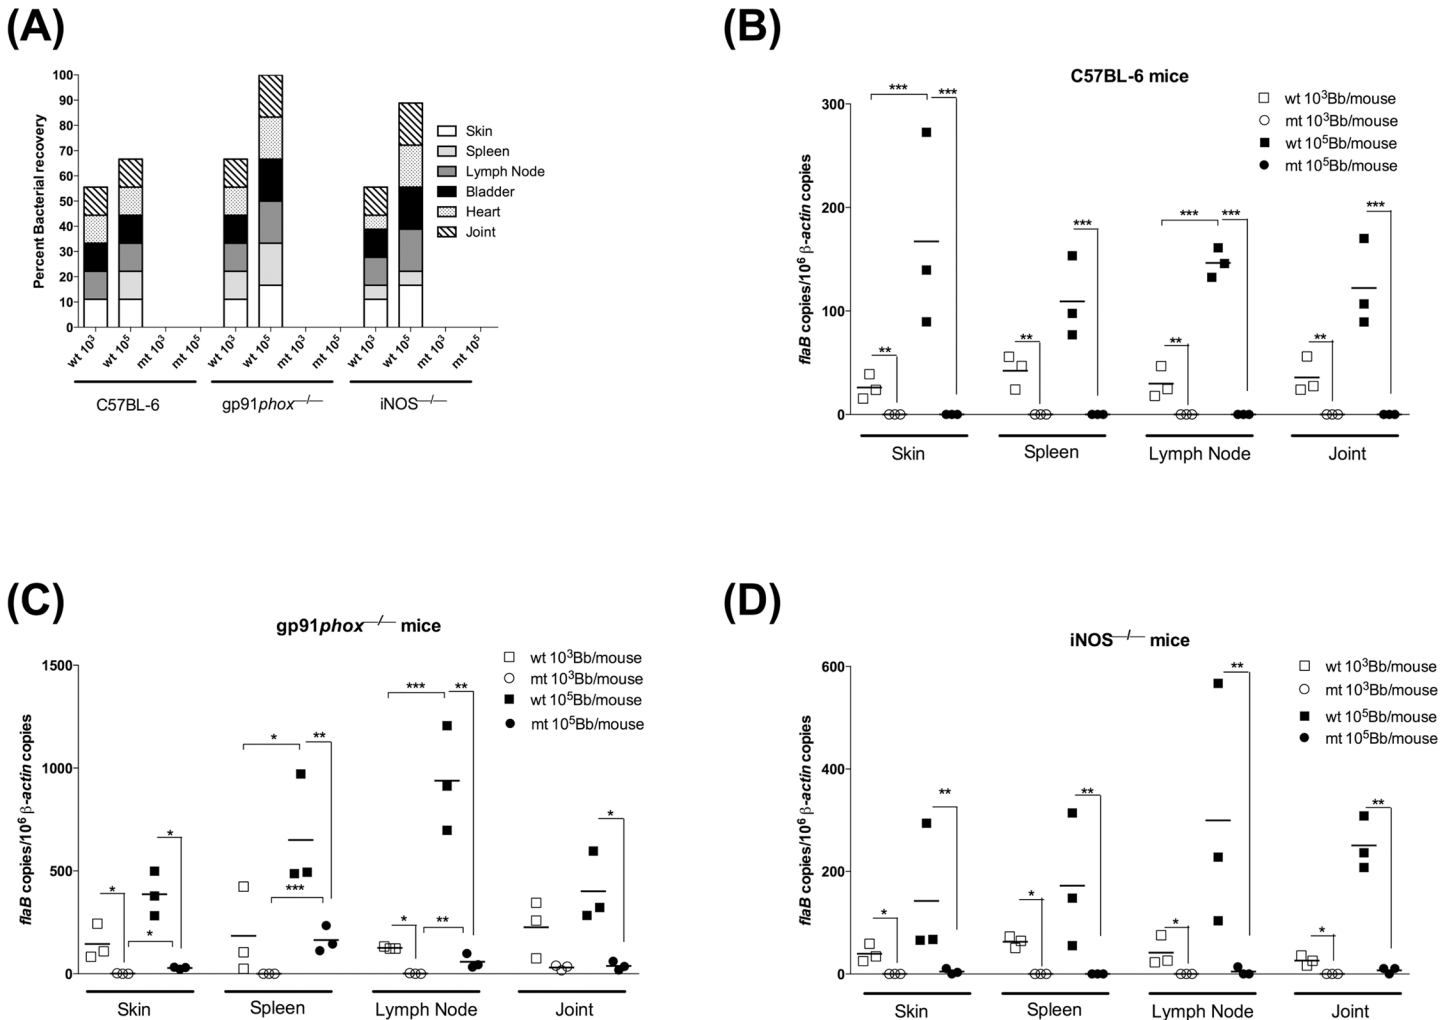 (A)
100
90
80
70
60
50
40
30
20
10
0
Percent Bacterial recovery
Skin
Spleen
Lymph Node
Bladder
Heart
Joint
wt 10³ wt 10⁵ mt 10³ mt 10⁵ wt 10³ wt 10⁵ mt 10³ mt 10⁵ wt 10³ wt 10⁵ mt 10³ mt 10⁵
C57BL-6 gp91phox⁻/⁻ iNOS⁻/⁻
(B)
C57BL-6 mice
wt 10³Bb/mouse
mt 10³Bb/mouse
wt 10⁵Bb/mouse
mt 10⁵Bb/mouse
300
200
100
0
flaB copies/10⁶ β-actin copies
*** ***
***
*** ***
***
**
**
**
**
Skin Spleen Lymph Node Joint
(C)
gp91phox⁻/⁻ mice
wt 10³Bb/mouse
mt 10³Bb/mouse
wt 10⁵Bb/mouse
mt 10⁵Bb/mouse
1500
1000
500
0
flaB copies/10⁶ β-actin copies
*** **
* **
*
*
* ***
* **
*
Skin Spleen Lymph Node Joint
(D)
iNOS⁻/⁻ mice
wt 10³Bb/mouse
mt 10³Bb/mouse
wt 10⁵Bb/mouse
mt 10⁵Bb/mouse
600
400
200
0
flaB copies/10⁶ β-actin copies
**
** ** **
*
*
*
*
Skin Spleen Lymph Node Joint